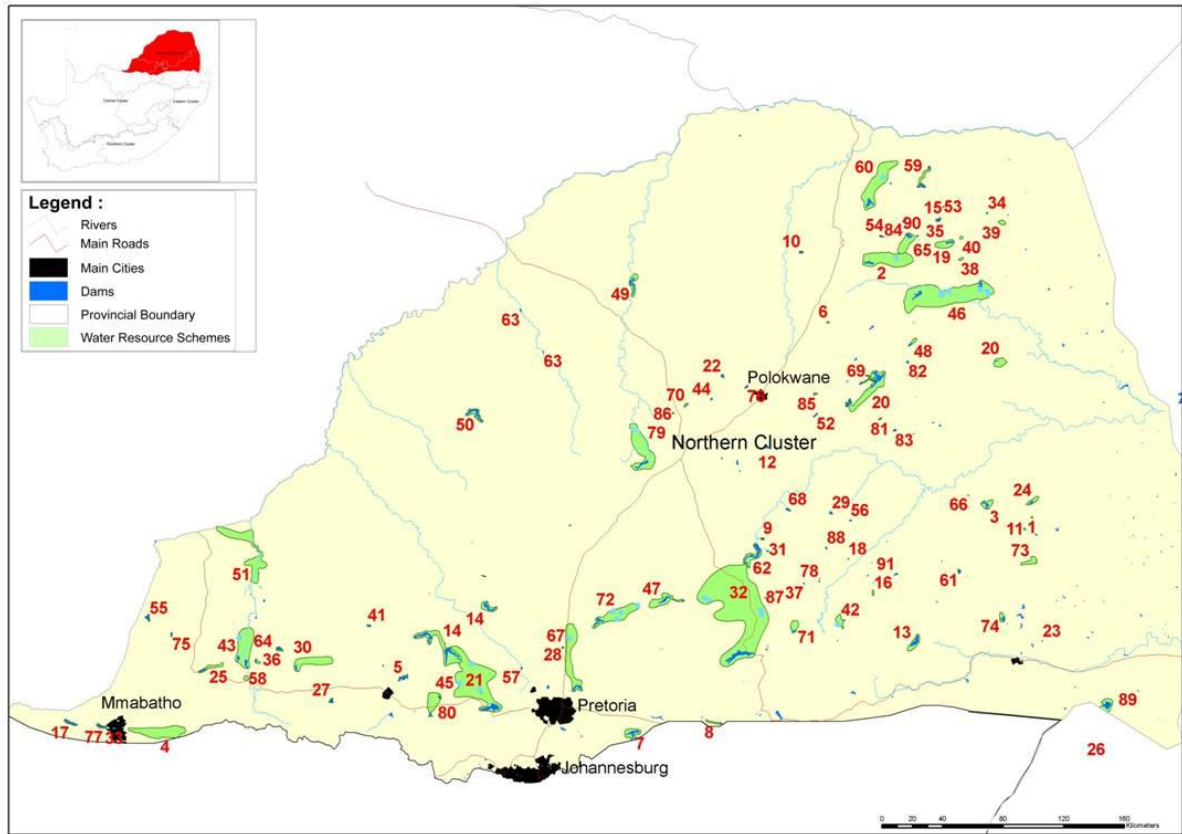 Central Cluster
Eastern Cluster
Southern Cluster
Legend :
Rivers
Main Roads
Main Cities
Dams
Provincial Boundary
Water Resource Schemes
60 59
15 53 34
54 84 90 35 39
10 65 19 40
2 38
49
63 6 46
63 48 20
22 69 82
70 44 Polokwane
86 85 20
50 79 52 81
Northern Cluster 83
12
68 29 56 66 24
9 3 11 1
31 88 18 73
51 62 78 91
47 32 87 37 16 61
72 42
55 41 14 71 13 74 23
75 43 64 30 14 67
36 28
25 58 5 57
27 45 21
Mmabatho 80 Pretoria 89
17 77 33 4 7 8
26
Johannesburg
0 20 40 80 120 160
Kilometers